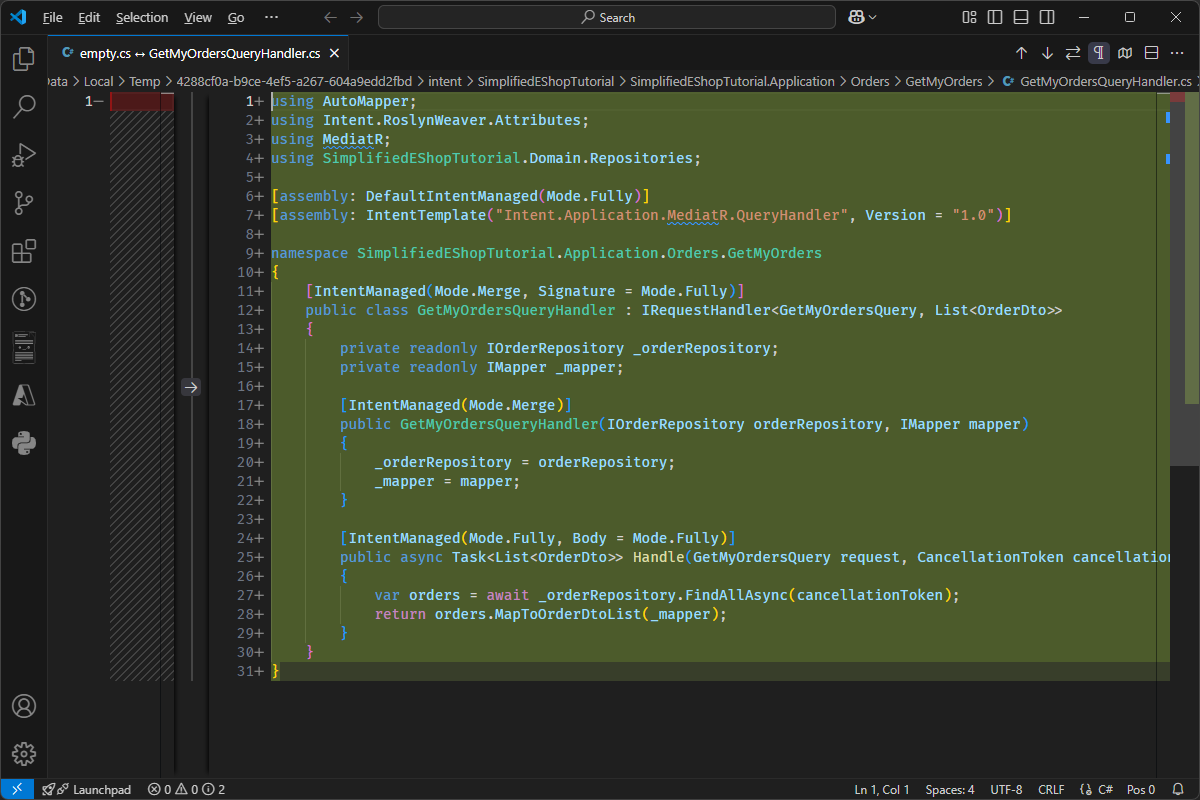 File Edit Selection View Go ··· Search
empty.cs ↔ GetMyOrdersQueryHandler.cs
Data > Local > Temp > 4288cf0a-b9ce-4ef5-a267-604a9edd2fbd > intent > SimplifiedEShopTutorial > SimplifiedEShopTutorial.Application > Orders > GetMyOrders > GetMyOrdersQueryHandler.cs
1−
1+ using AutoMapper;
2+ using Intent.RoslynWeaver.Attributes;
3+ using MediatR;
4+ using SimplifiedEShopTutorial.Domain.Repositories;
5+
6+ [assembly: DefaultIntentManaged(Mode.Fully)]
7+ [assembly: IntentTemplate("Intent.Application.MediatR.QueryHandler", Version = "1.0")]
8+
9+ namespace SimplifiedEShopTutorial.Application.Orders.GetMyOrders
10+ {
11+     [IntentManaged(Mode.Merge, Signature = Mode.Fully)]
12+     public class GetMyOrdersQueryHandler : IRequestHandler<GetMyOrdersQuery, List<OrderDto>>
13+     {
14+         private readonly IOrderRepository _orderRepository;
15+         private readonly IMapper _mapper;
16+
17+         [IntentManaged(Mode.Merge)]
18+         public GetMyOrdersQueryHandler(IOrderRepository orderRepository, IMapper mapper)
19+         {
20+             _orderRepository = orderRepository;
21+             _mapper = mapper;
22+         }
23+
24+         [IntentManaged(Mode.Fully, Body = Mode.Fully)]
25+         public async Task<List<OrderDto>> Handle(GetMyOrdersQuery request, CancellationToken cancellation
26+         {
27+             var orders = await _orderRepository.FindAllAsync(cancellationToken);
28+             return orders.MapToOrderDtoList(_mapper);
29+         }
30+     }
31+ }
Launchpad 0 0 2 Ln 1, Col 1 Spaces: 4 UTF-8 CRLF {} C# Pos 0